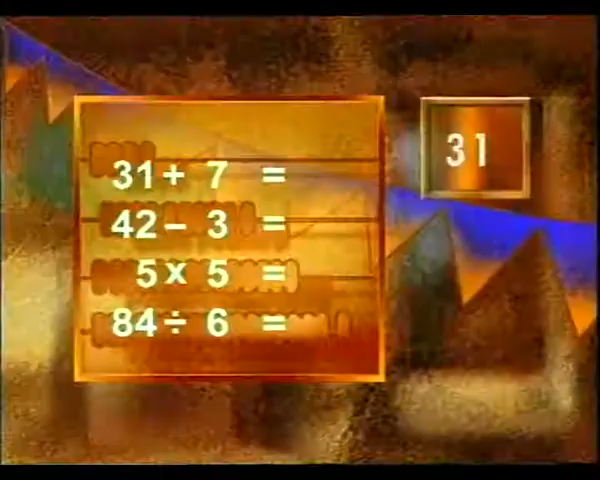 31 + 7 =
42 - 3 =
5 x 5 =
84 ÷ 6 =
31